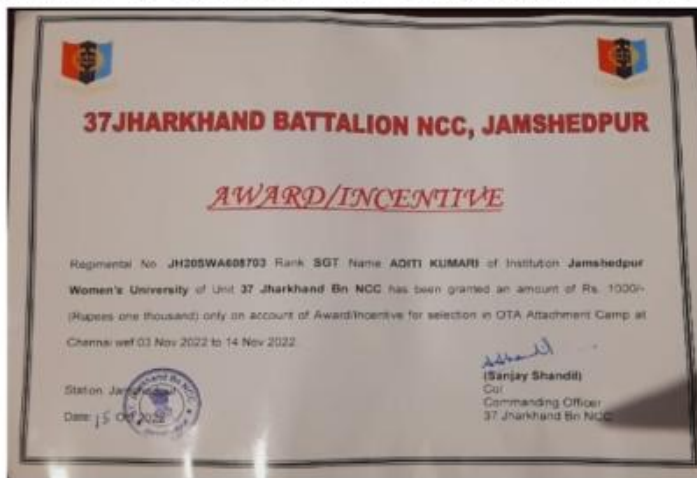 37JHARKHAND BATTALION NCC, JAMSHEDPUR
AWARD/INCENTIVE
Regimental No JH20SWA608703 Rank SGT Name ADITI KUMARI of Institution Jamshedpur
Women's University of Unit 37 Jharkhand Bn NCC has been granted an amount of Rs. 1000/-
(Rupees one thousand) only on account of Award/Incentive for selection in OTA Attachment Camp at
Chennai wef 03 Nov 2022 to 14 Nov 2022
(Sanjay Shandil)
Station
Col
Commanding Officer
Date: 15 Oct 2022
37 Jharkhand Bn NCC